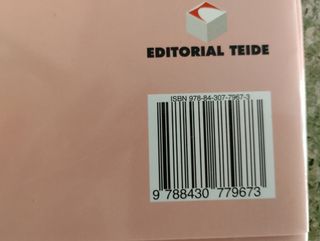 EDITORIAL TEIDE
ISBN 978-84-307-7967-3
9 788430 779673